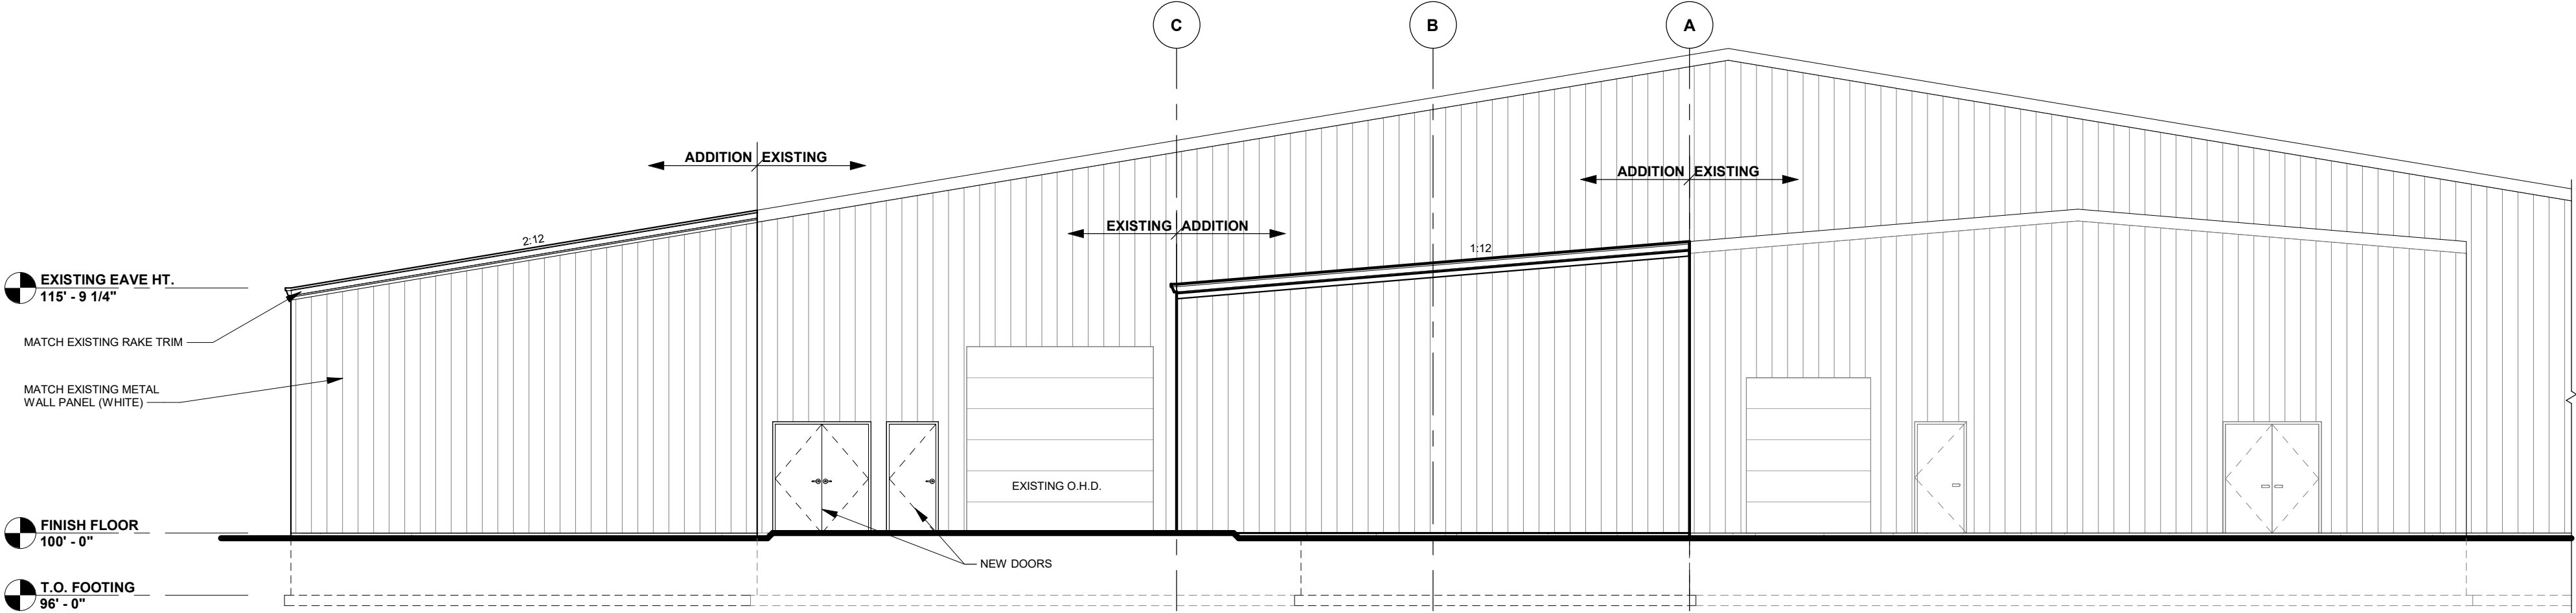 C
B
A
ADDITION EXISTING
ADDITION EXISTING
EXISTING ADDITION
2:12
1:12
EXISTING EAVE HT.
115' - 9 1/4"
MATCH EXISTING RAKE TRIM
MATCH EXISTING METAL
WALL PANEL (WHITE)
EXISTING O.H.D.
FINISH FLOOR
100' - 0"
NEW DOORS
T.O. FOOTING
96' - 0"